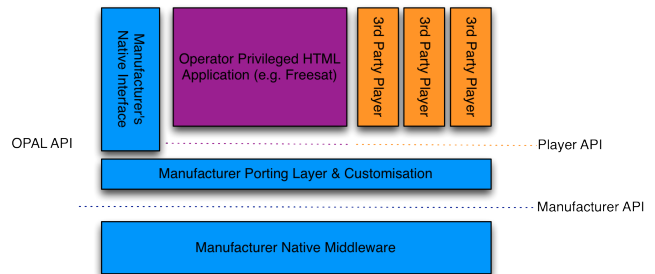 Manufacturer's
Native Interface
Operator Privileged HTML
Application (e.g. Freesat)
3rd Party Player
3rd Party Player
3rd Party Player
OPAL API
Player API
Manufacturer Porting Layer & Customisation
Manufacturer API
Manufacturer Native Middleware